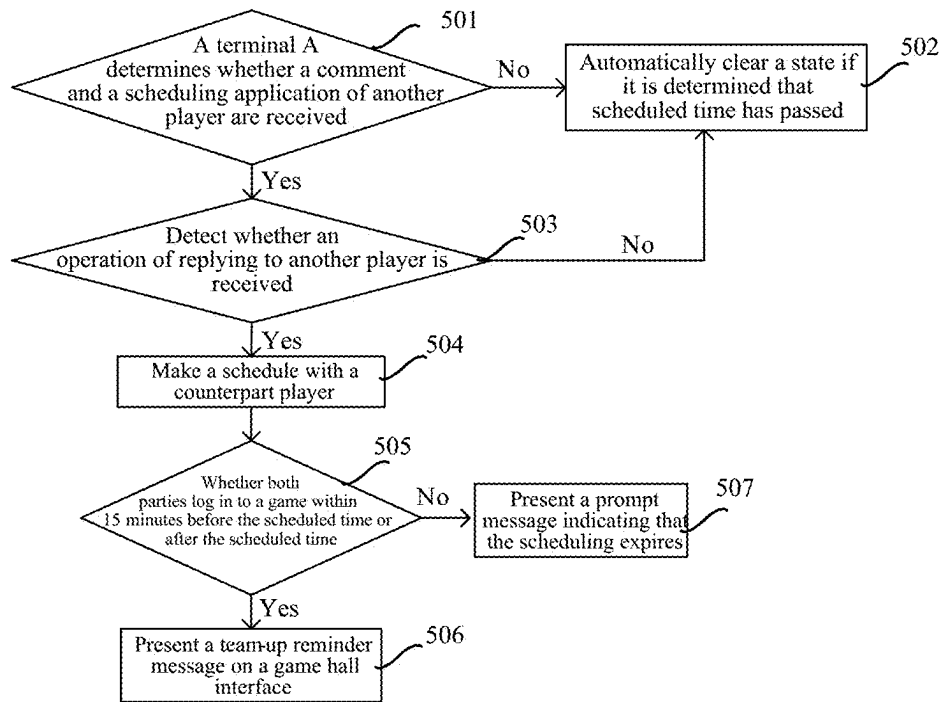 501
A terminal A
determines whether a comment
and a scheduling application of another
player are received
No
Automatically clear a state if
it is determined that
scheduled time has passed
502
Yes
Detect whether an
operation of replying to another player is
received
503
No
Yes
Make a schedule with a
counterpart player
504
Whether both
parties log in to a game within
15 minutes before the scheduled time or
after the scheduled time
505
No
Present a prompt
message indicating that
the scheduling expires
507
Yes
Present a team-up reminder
message on a game hall
interface
506